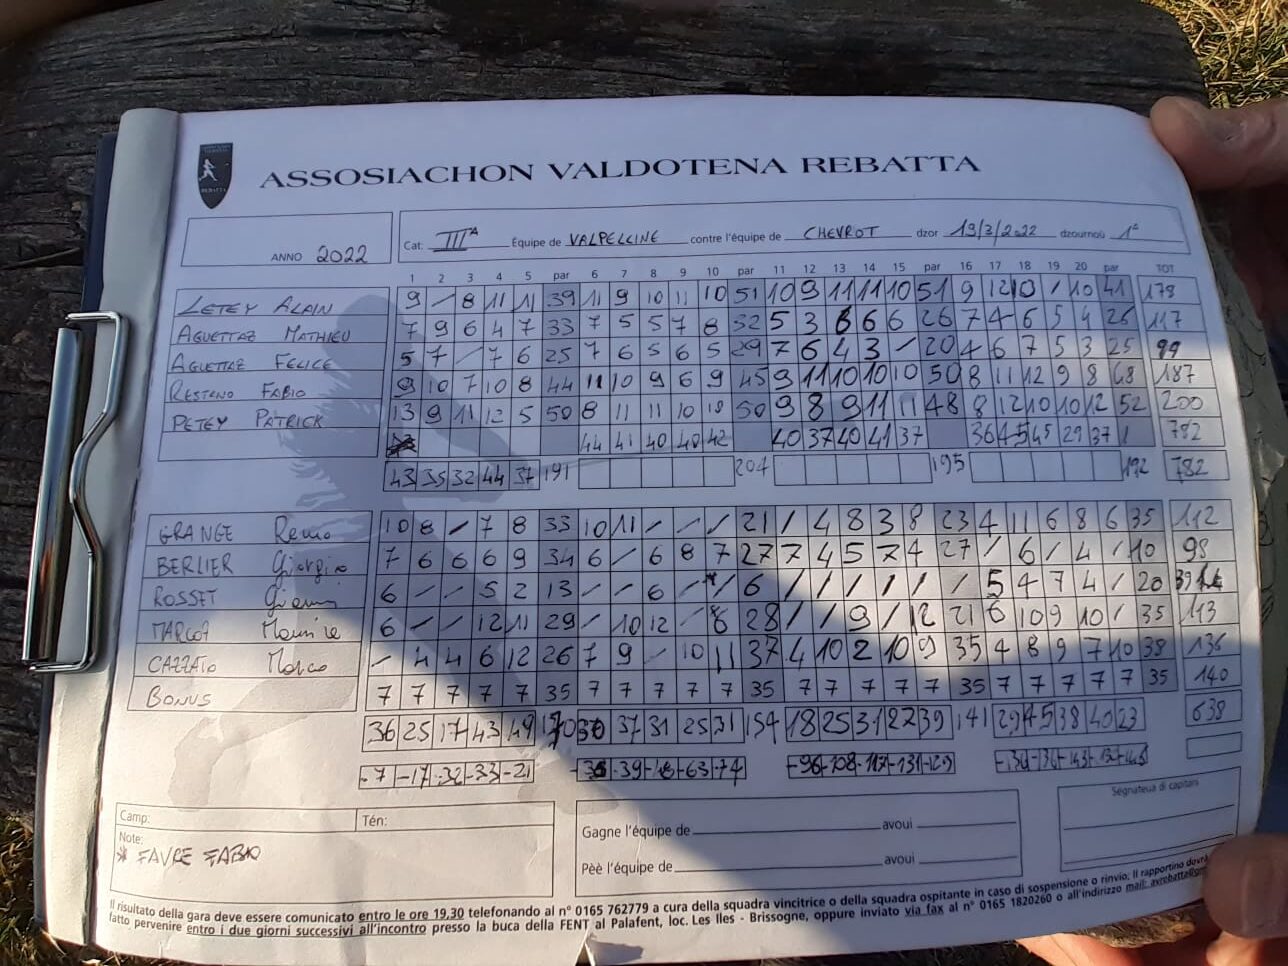 ASSOSIACHON VALDOTENA REBATTA
REBATTA
ANNO 2022
Cat: IIIA Équipe de VALPELLINE contre l'équipe de CHEVROT dzor 19/3/2022 dzournoú 1ª
1 2 3 4 5 par 6 7 8 9 10 par 11 12 13 14 15 par 16 17 18 19 20 par TOT
LETEY ALAIN 9 / 8 11 11 39 11 9 10 11 10 51 10 9 11 11 10 51 9 12 10 / 10 41 178
AGUETTAZ MATHIEU 7 9 6 4 7 33 7 5 5 7 8 32 5 3 6 6 6 26 7 4 6 5 4 26 117
AGUETTAZ FELICE 5 7 / 7 6 25 7 6 5 6 5 29 7 6 4 3 / 20 4 6 7 5 3 25 99
RESTANO FABIO 9 10 7 10 8 44 11 10 9 6 9 45 9 11 10 10 10 50 8 11 12 9 8 48 187
PETEY PATRICK 13 9 11 12 5 50 8 11 11 10 10 50 9 8 9 11 11 48 8 12 10 10 12 52 200
44 41 40 40 42 40 37 40 41 37 36 45 45 29 37 / 782
43 35 32 44 37 191 204 195 192 782
GRANGE Remo 10 8 / 7 8 33 10 11 / / / 21 / 4 8 3 8 23 4 11 6 8 6 35 112
BERLIER Giorgio 7 6 6 6 9 34 6 / 6 8 7 27 7 4 5 7 4 27 / 6 / 4 / 10 98
ROSSET 6 / / 5 2 13 / / 6 / */ 6 / / / / / / 5 4 7 4 / 20 39
Maurice 6 / / 12 11 29 / 10 12 / 8 28 / / 9 / 12 21 6 10 9 10 / 35 113
CAZZATO Marco / 4 4 6 12 26 7 9 / 10 11 37 4 10 2 10 9 35 4 8 9 7 10 38 136
BONUS 7 7 7 7 7 35 7 7 7 7 7 35 7 7 7 7 7 35 7 7 7 7 7 35 140
36 25 17 43 49 170 30 37 31 25 31 154 18 25 31 27 39 141 29 45 38 40 23 638
-7 -17 -32 -33 -21 -35 -39 -48 -63 -74 -96 -108 -117 -131 -129
Camp: Tén:
Note:
* FAVRE FABIO
Gagne l'équipe de avoui
Pèè l'équipe de avoui
Segnateua di capitani
Il risultato della gara deve essere comunicato entro le ore 19,30 telefonando al n° 0165 762779 a cura della squadra vincitrice o della squadra ospitante in caso di sospensione o rinvio; Il rapportino dovrà
fatto pervenire entro i due giorni successivi all'incontro presso la buca della FENT al Palafent, loc. Les Iles - Brissogne, oppure inviato via fax al n° 0165 1820260 o all'indirizzo mail: